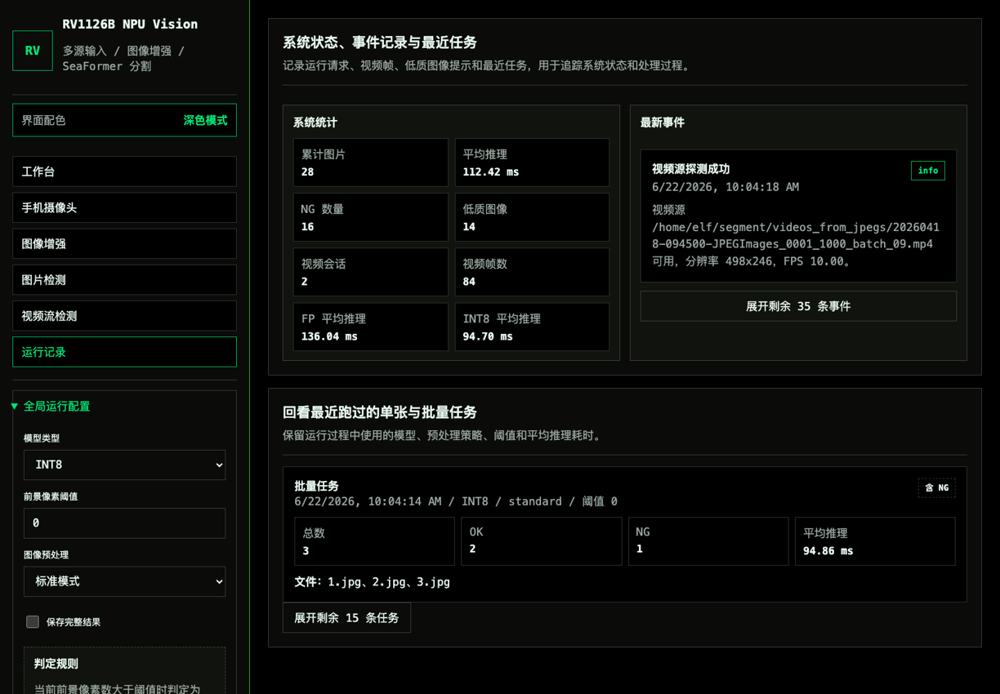 RV
RV1126B NPU Vision
多源输入 / 图像增强 /
SeaFormer 分割
界面配色
深色模式
工作台
手机摄像头
图像增强
图片检测
视频流检测
运行记录
▼ 全局运行配置
模型类型
INT8
前景像素阈值
0
图像预处理
标准模式
保存完整结果
判定规则
当前前景像素数大于阈值时判定为
系统状态、事件记录与最近任务
记录运行请求、视频帧、低质图像提示和最近任务，用于追踪系统状态和处理过程。
系统统计
累计图片
28
平均推理
112.42 ms
NG 数量
16
低质图像
14
视频会话
2
视频帧数
84
FP 平均推理
136.04 ms
INT8 平均推理
94.70 ms
最新事件
视频源探测成功
info
6/22/2026, 10:04:18 AM
视频源
/home/elf/segment/videos_from_jpegs/2026041
8-094500-JPEGImages_0001_1000_batch_09.mp4
可用，分辨率 498x246，FPS 10.00。
展开剩余 35 条事件
回看最近跑过的单张与批量任务
保留运行过程中使用的模型、预处理策略、阈值和平均推理耗时。
批量任务
含 NG
6/22/2026, 10:04:14 AM / INT8 / standard / 阈值 0
总数
3
OK
2
NG
1
平均推理
94.86 ms
文件：1.jpg、2.jpg、3.jpg
展开剩余 15 条任务